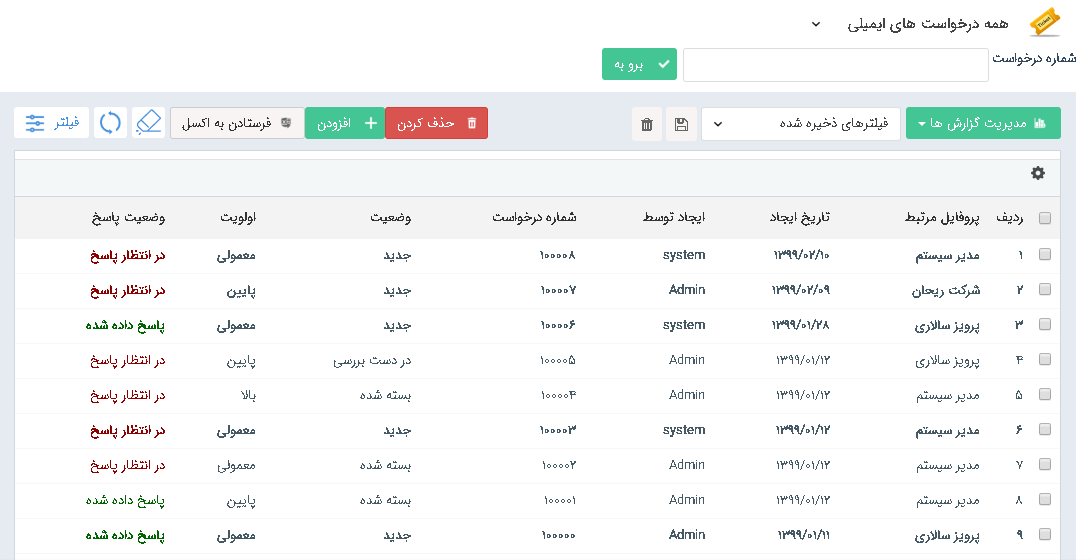 همه درخواست های ایمیلی
Ticket
شماره درخواست
برو به
مدیریت گزارش ها
فیلترهای ذخیره شده
حذف کردن
افزودن
فرستادن به اکسل
فیلتر
ردیف پروفایل مرتبط تاریخ ایجاد ایجاد توسط شماره درخواست وضعیت اولویت وضعیت پاسخ
۱ مدیر سیستم ۱۳۹۹/۰۲/۱۰ system ۱۰۰۰۰۸ جدید معمولی در انتظار پاسخ
۲ شرکت ریحان ۱۳۹۹/۰۲/۰۹ Admin ۱۰۰۰۰۷ جدید پایین در انتظار پاسخ
۳ پرویز سالاری ۱۳۹۹/۰۱/۲۸ system ۱۰۰۰۰۶ جدید معمولی پاسخ داده شده
۴ پرویز سالاری ۱۳۹۹/۰۱/۱۲ Admin ۱۰۰۰۰۵ در دست بررسی پایین در انتظار پاسخ
۵ مدیر سیستم ۱۳۹۹/۰۱/۱۲ Admin ۱۰۰۰۰۴ بسته شده بالا در انتظار پاسخ
۶ مدیر سیستم ۱۳۹۹/۰۱/۱۲ system ۱۰۰۰۰۳ جدید معمولی در انتظار پاسخ
۷ مدیر سیستم ۱۳۹۹/۰۱/۱۲ Admin ۱۰۰۰۰۲ بسته شده معمولی در انتظار پاسخ
۸ مدیر سیستم ۱۳۹۹/۰۱/۱۲ Admin ۱۰۰۰۰۱ بسته شده پایین پاسخ داده شده
۹ پرویز سالاری ۱۳۹۹/۰۱/۱۱ Admin ۱۰۰۰۰۰ جدید معمولی پاسخ داده شده